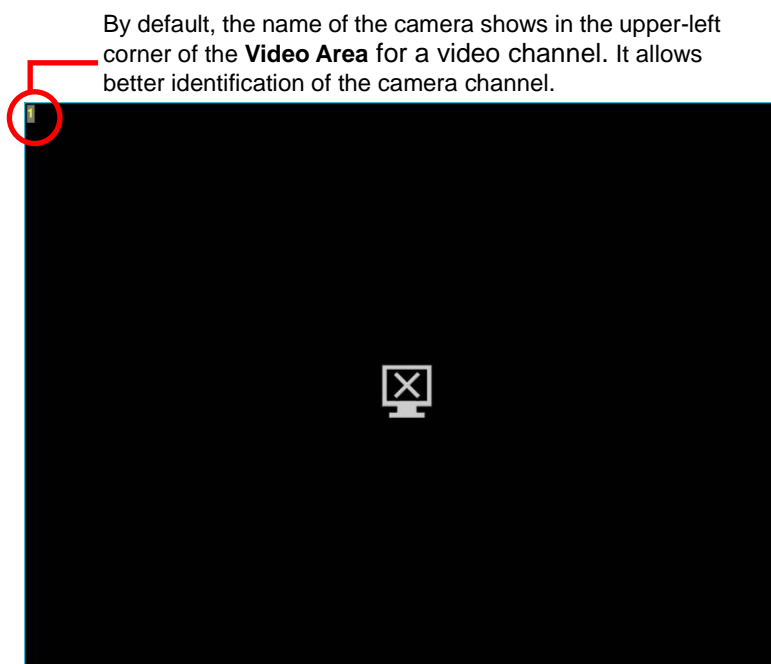 By default, the name of the camera shows in the upper-left
corner of the Video Area for a video channel. It allows
better identification of the camera channel.
1